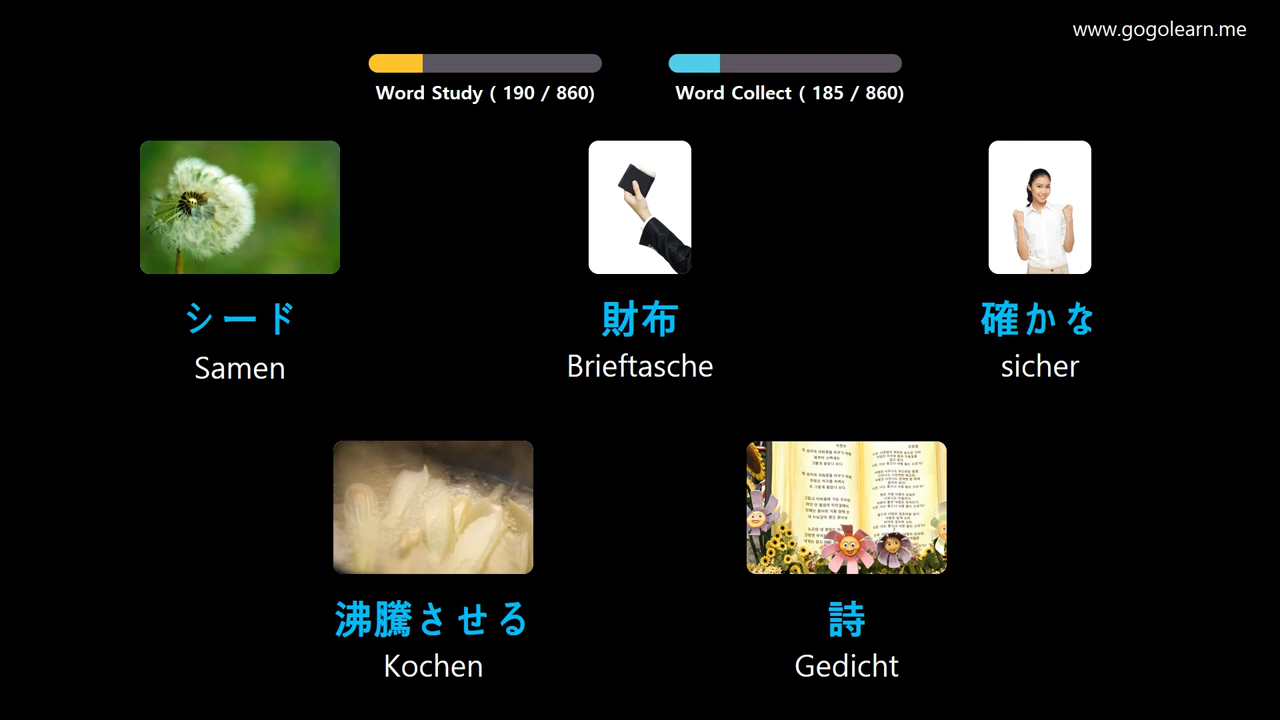 www.gogolearn.me
Word Study ( 190 / 860)
Word Collect ( 185 / 860)
シード
Samen
財布
Brieftasche
確かな
sicher
沸騰させる
Kochen
詩
Gedicht